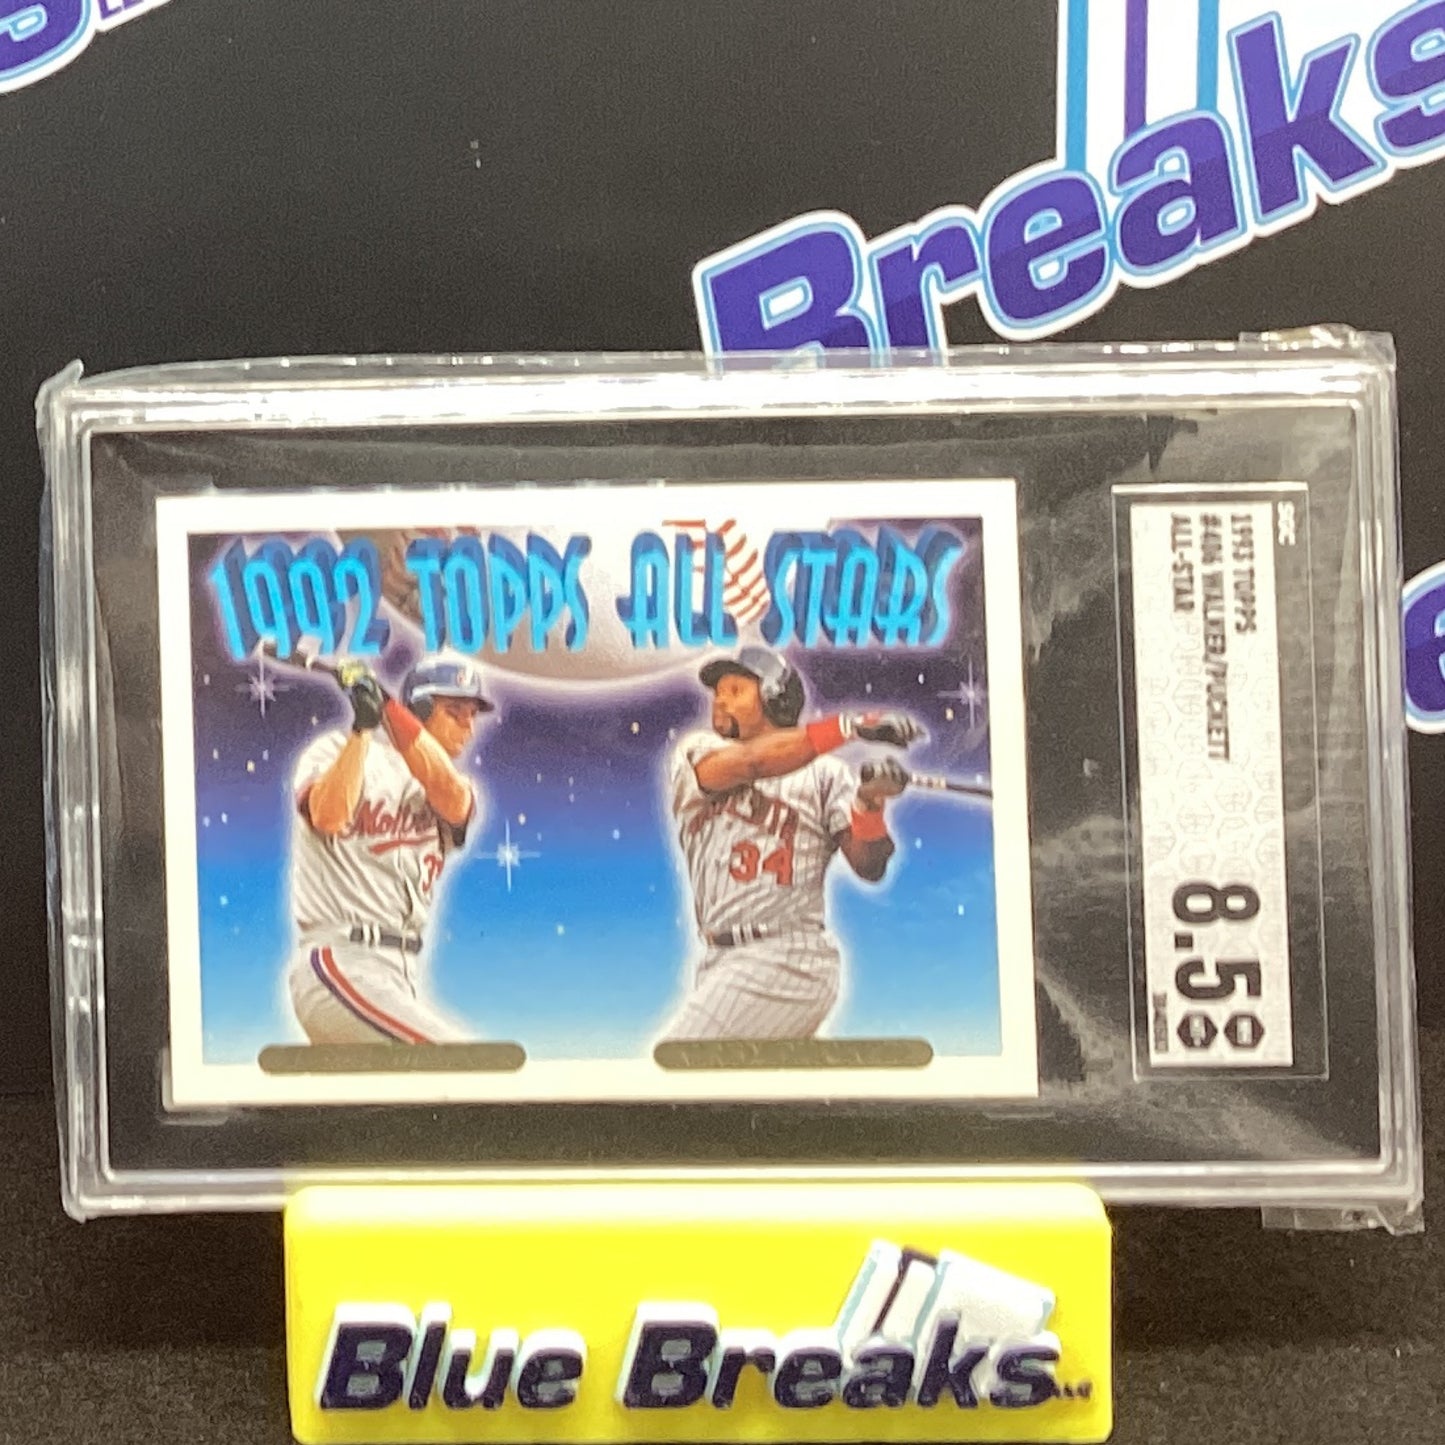 Breaks
1992 TOPPS ALL STARS
34
SGC
1993 TOPPS
#406 WALKER/PUCKETT
ALL-STAR
8.5
Blue Breaks